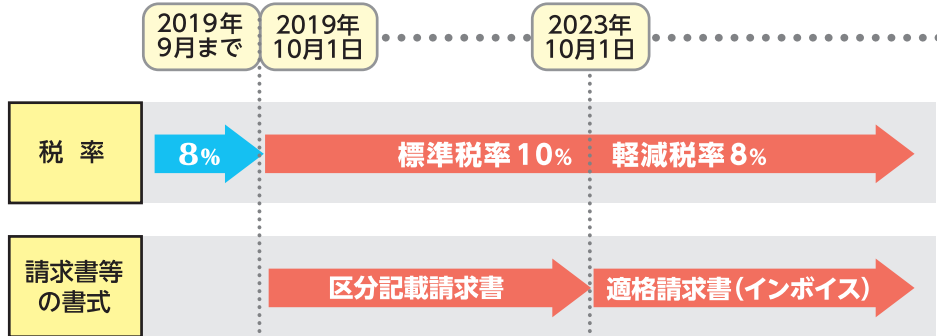 2019年
9月まで
2019年
10月1日
2023年
10月1日
税 率
8%
標準税率10% 軽減税率8%
請求書等
の書式
区分記載請求書
適格請求書(インボイス)